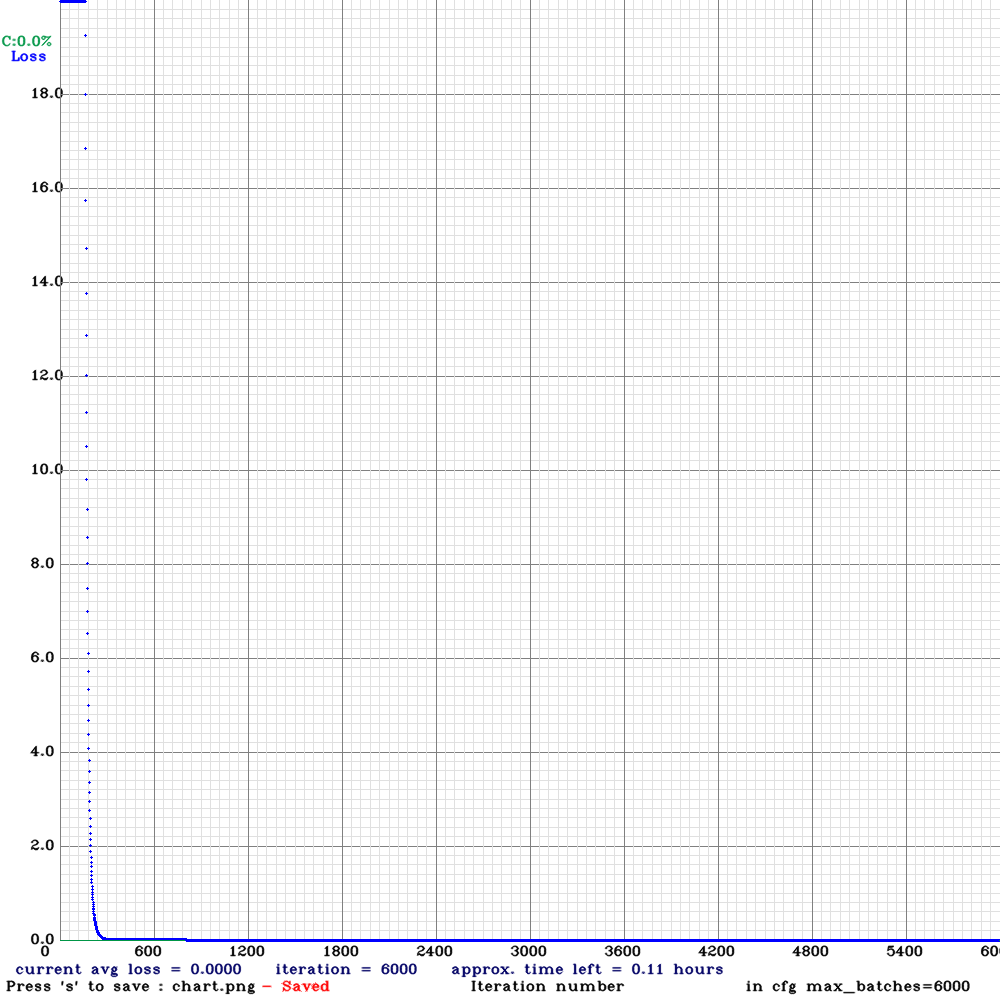 C:0.0%
Loss
18.0
16.0
14.0
12.0
10.0
8.0
6.0
4.0
2.0
0.0
0 600 1200 1800 2400 3000 3600 4200 4800 5400 60
current avg loss = 0.0000 iteration = 6000 approx. time left = 0.11 hours
Press 's' to save : chart.png - Saved Iteration number in cfg max_batches=6000